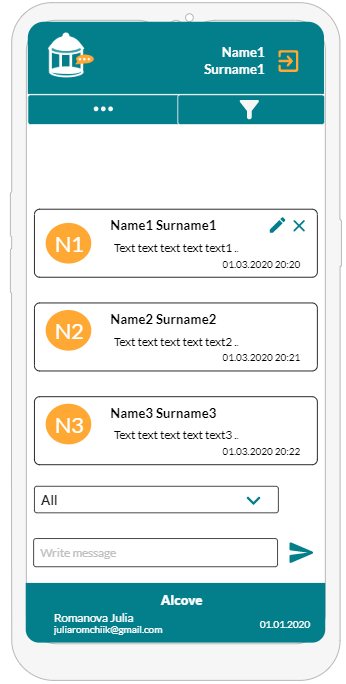 Name1
Surname1
N1
Name1 Surname1
Text text text text text1 ..
01.03.2020 20:20
N2
Name2 Surname2
Text text text text text2 ..
01.03.2020 20:21
N3
Name3 Surname3
Text text text text text3 ..
01.03.2020 20:22
All
Write message
Alcove
Romanova Julia
juliaromchiik@gmail.com
01.01.2020